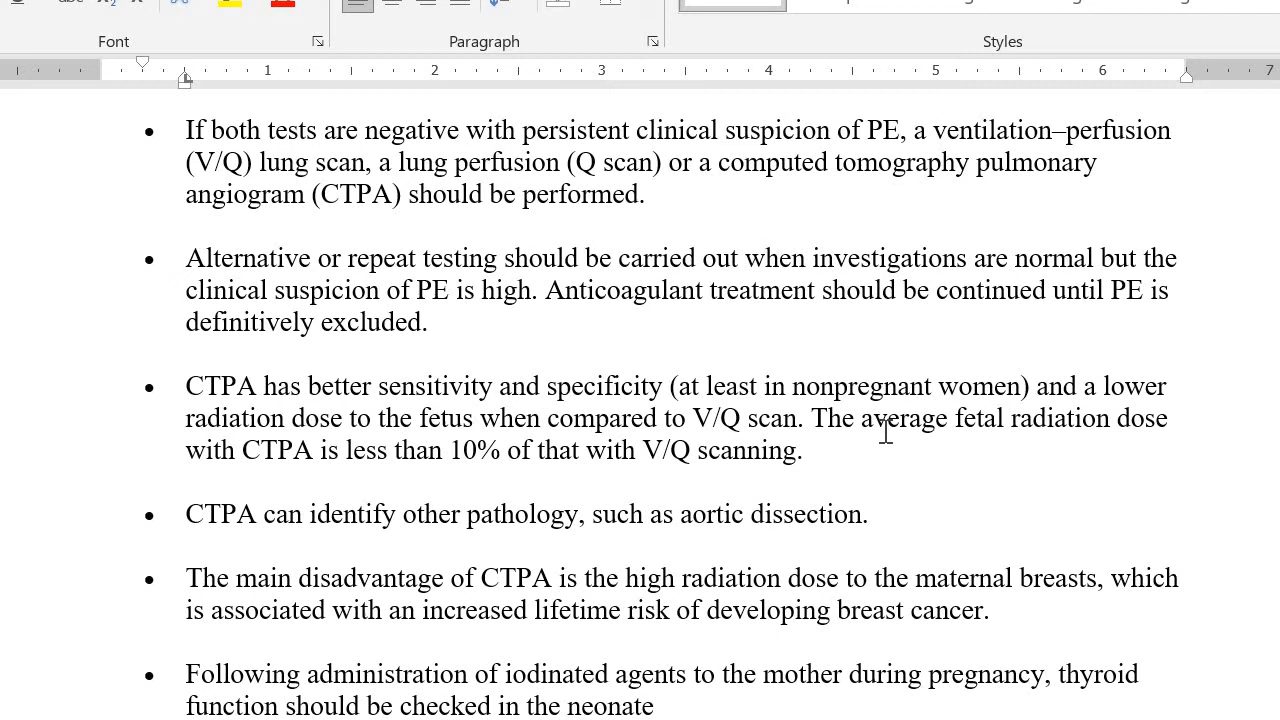 Font
Paragraph
Styles
1 2 3 4 5 6 7
If both tests are negative with persistent clinical suspicion of PE, a ventilation–perfusion
(V/Q) lung scan, a lung perfusion (Q scan) or a computed tomography pulmonary
angiogram (CTPA) should be performed.
Alternative or repeat testing should be carried out when investigations are normal but the
clinical suspicion of PE is high. Anticoagulant treatment should be continued until PE is
definitively excluded.
CTPA has better sensitivity and specificity (at least in nonpregnant women) and a lower
radiation dose to the fetus when compared to V/Q scan. The average fetal radiation dose
with CTPA is less than 10% of that with V/Q scanning.
CTPA can identify other pathology, such as aortic dissection.
The main disadvantage of CTPA is the high radiation dose to the maternal breasts, which
is associated with an increased lifetime risk of developing breast cancer.
Following administration of iodinated agents to the mother during pregnancy, thyroid
function should be checked in the neonate